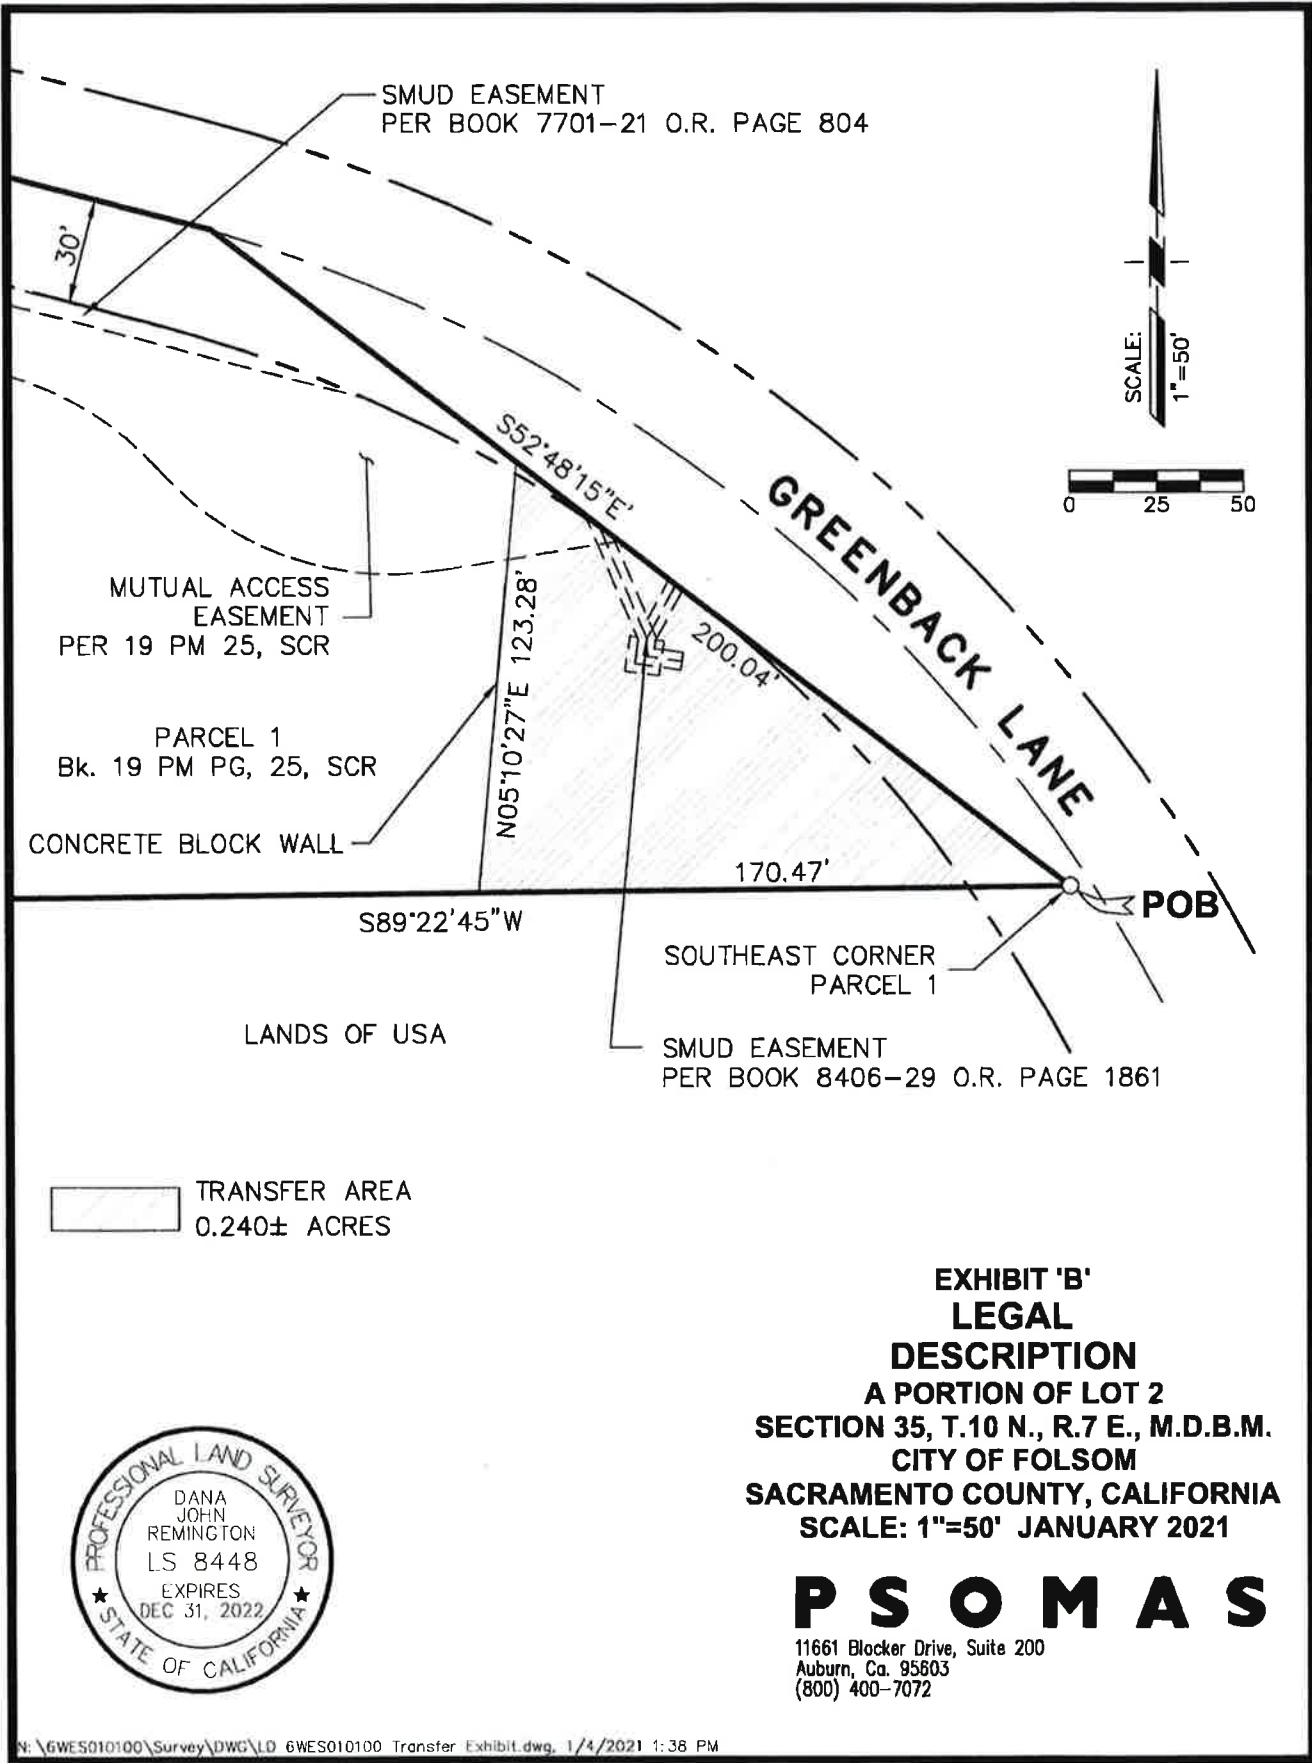 SMUD EASEMENT
PER BOOK 7701-21 O.R. PAGE 804
30'
SCALE:
1"=50'
0 25 50
S52°48'15"E'
GREENBACK LANE
MUTUAL ACCESS
EASEMENT
PER 19 PM 25, SCR
N05°10'27"E 123.28'
200.04'
PARCEL 1
Bk. 19 PM PG, 25, SCR
CONCRETE BLOCK WALL
170.47'
S89°22'45"W
POB
SOUTHEAST CORNER
PARCEL 1
LANDS OF USA
SMUD EASEMENT
PER BOOK 8406-29 O.R. PAGE 1861
TRANSFER AREA
0.240± ACRES
EXHIBIT 'B'
LEGAL
DESCRIPTION
A PORTION OF LOT 2
SECTION 35, T.10 N., R.7 E., M.D.B.M.
CITY OF FOLSOM
SACRAMENTO COUNTY, CALIFORNIA
SCALE: 1"=50' JANUARY 2021
PROFESSIONAL LAND SURVEYOR
DANA
JOHN
REMINGTON
LS 8448
EXPIRES
DEC 31, 2022
STATE OF CALIFORNIA
PSOMAS
11661 Blocker Drive, Suite 200
Auburn, Ca. 95603
(800) 400-7072
N:\6WES010100\Survey\DWG\LD 6WES010100 Transfer Exhibit.dwg, 1/4/2021 1:38 PM